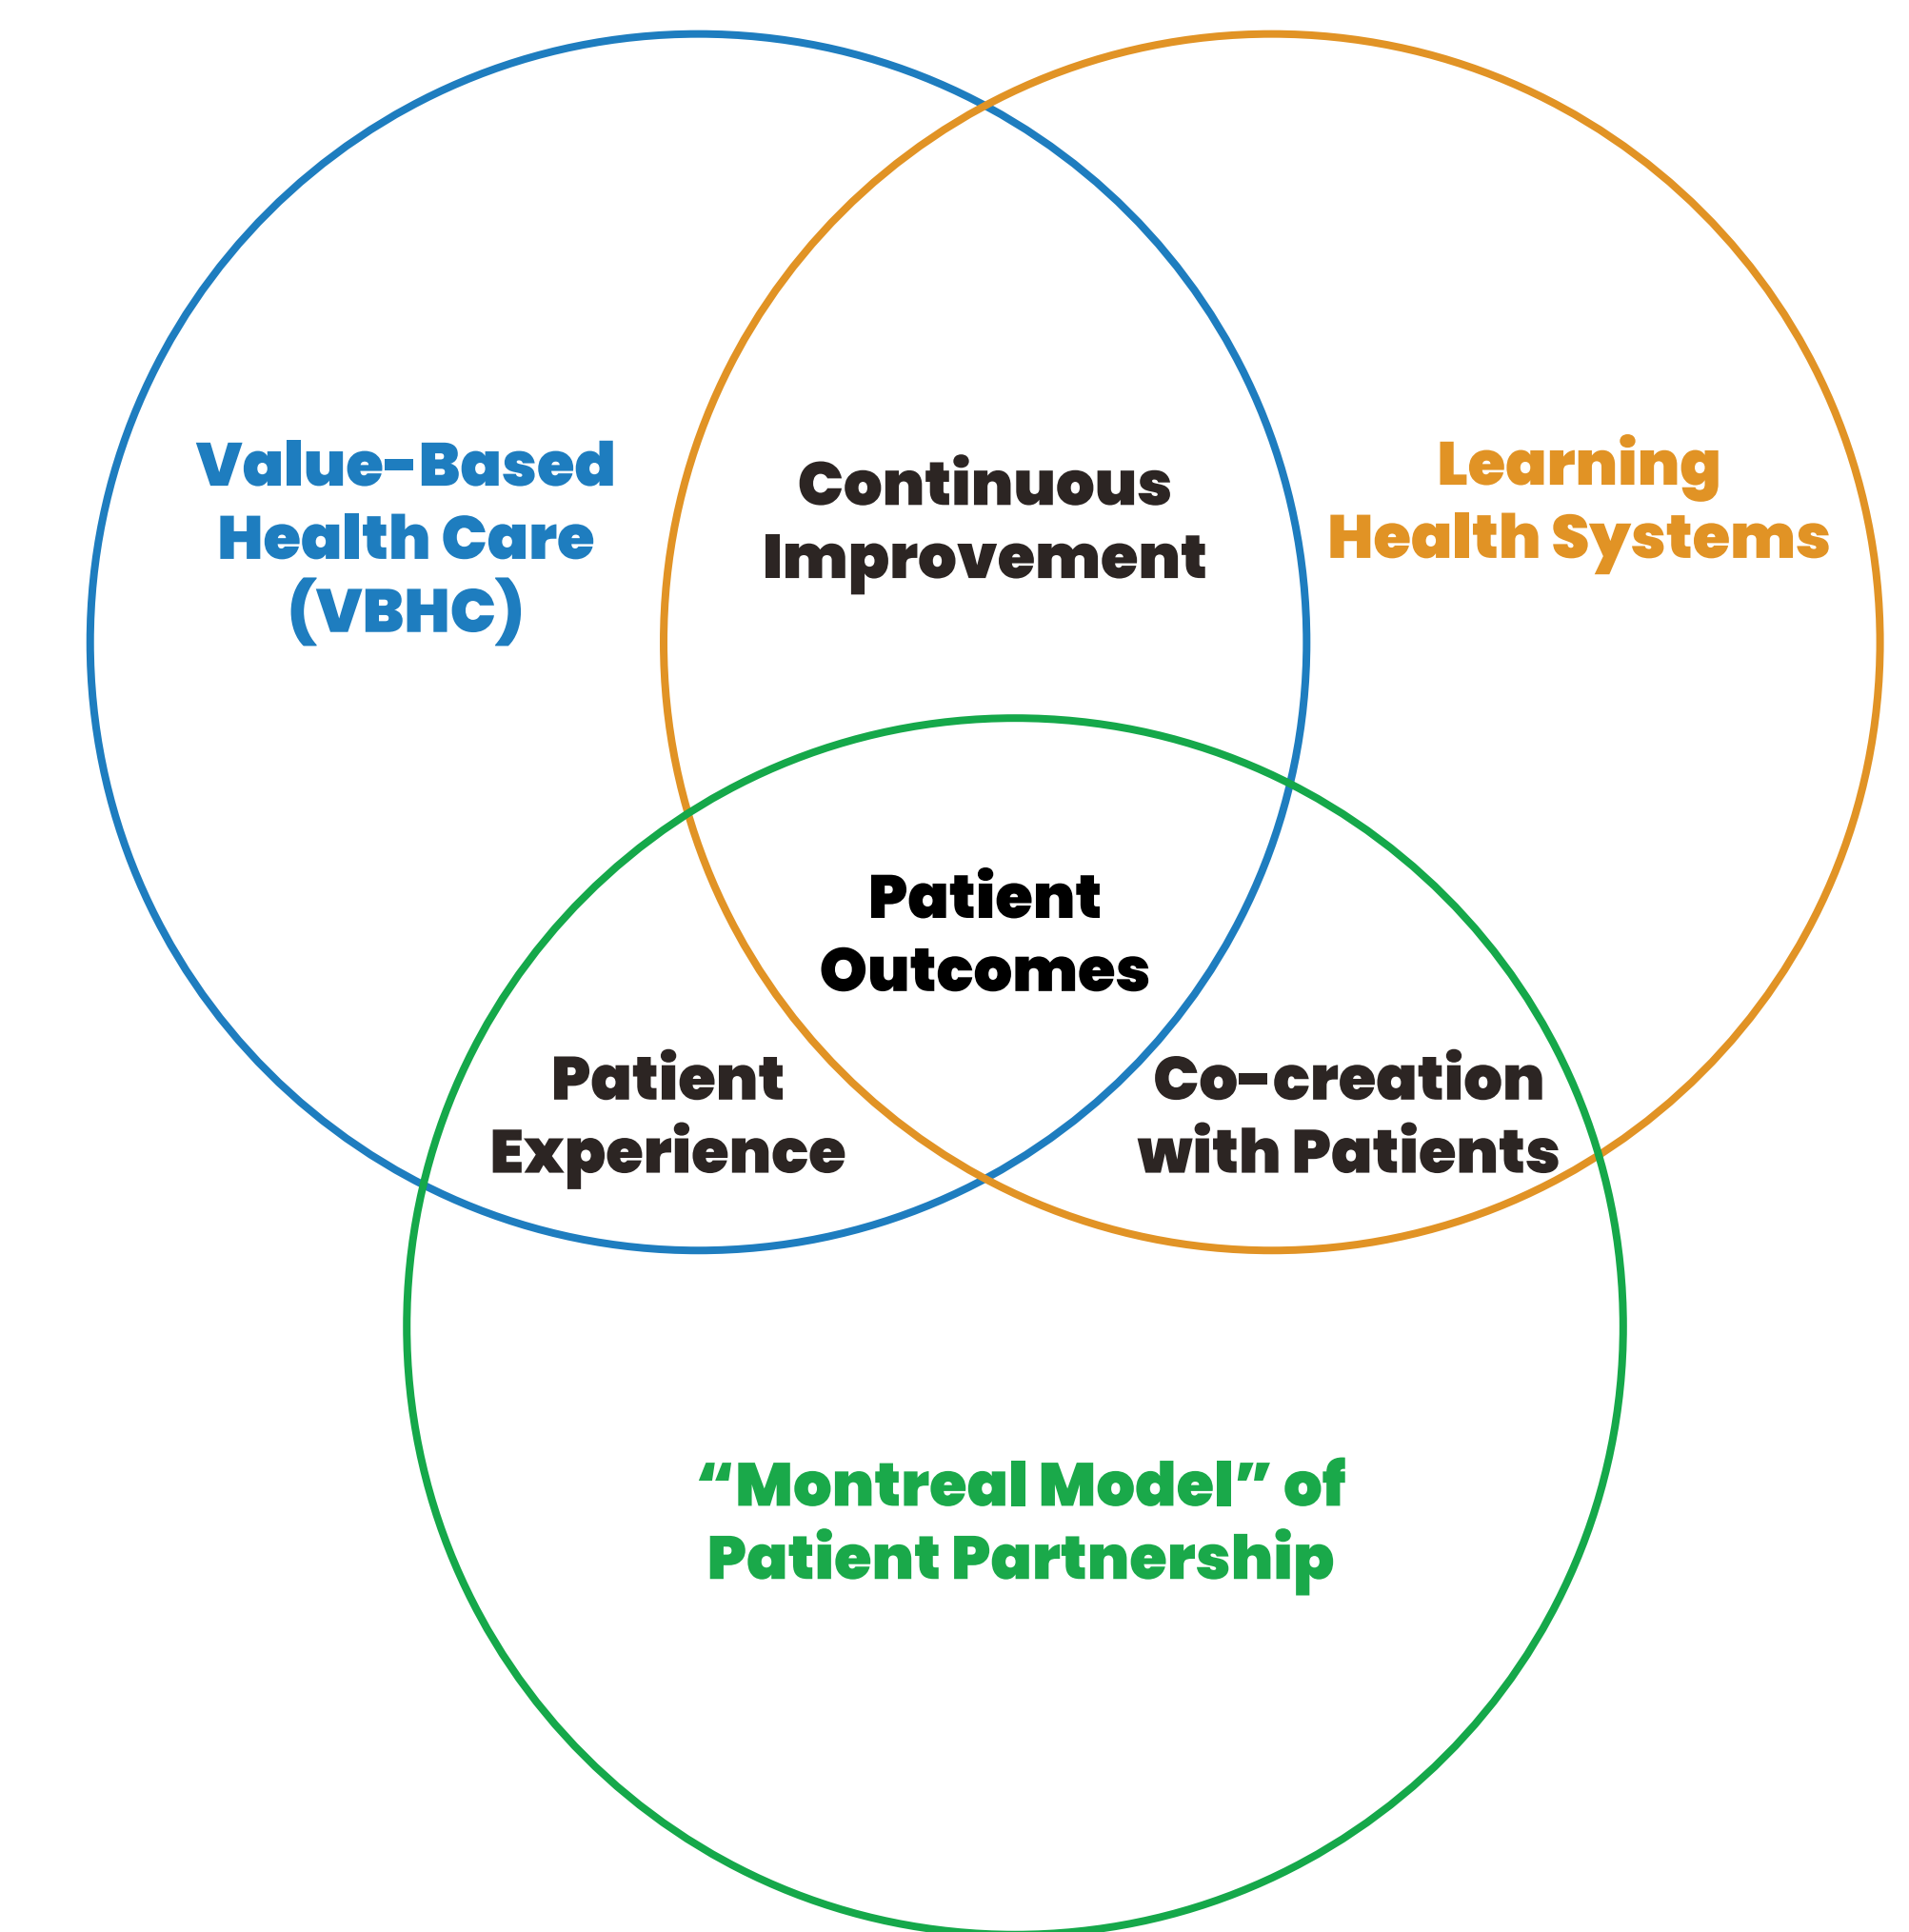 Value-Based
Health Care
(VBHC)
Continuous
Improvement
Learning
Health Systems
Patient
Outcomes
Patient
Experience
Co-creation
with Patients
“Montreal Model” of
Patient Partnership